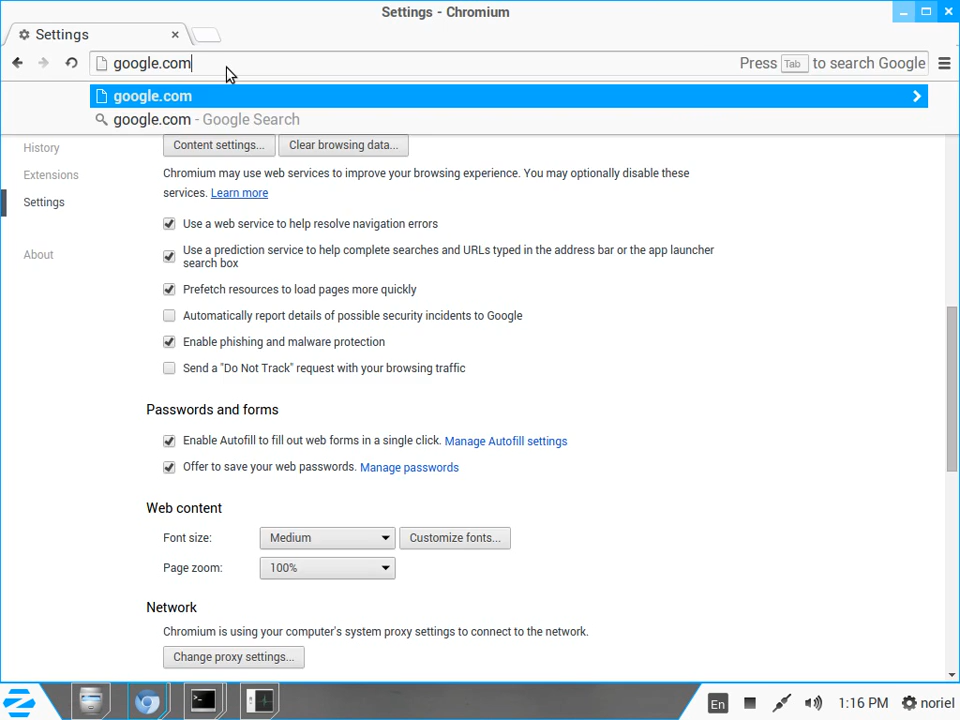 Settings - Chromium
Settings
google.com
Press Tab to search Google
google.com
google.com - Google Search
History
Content settings...
Clear browsing data...
Extensions
Chromium may use web services to improve your browsing experience. You may optionally disable these
services. Learn more
Settings
Use a web service to help resolve navigation errors
About
Use a prediction service to help complete searches and URLs typed in the address bar or the app launcher
search box
Prefetch resources to load pages more quickly
Automatically report details of possible security incidents to Google
Enable phishing and malware protection
Send a "Do Not Track" request with your browsing traffic
Passwords and forms
Enable Autofill to fill out web forms in a single click. Manage Autofill settings
Offer to save your web passwords. Manage passwords
Web content
Font size:
Medium
Customize fonts...
Page zoom:
100%
Network
Chromium is using your computer's system proxy settings to connect to the network.
Change proxy settings...
En
1:16 PM
noriel